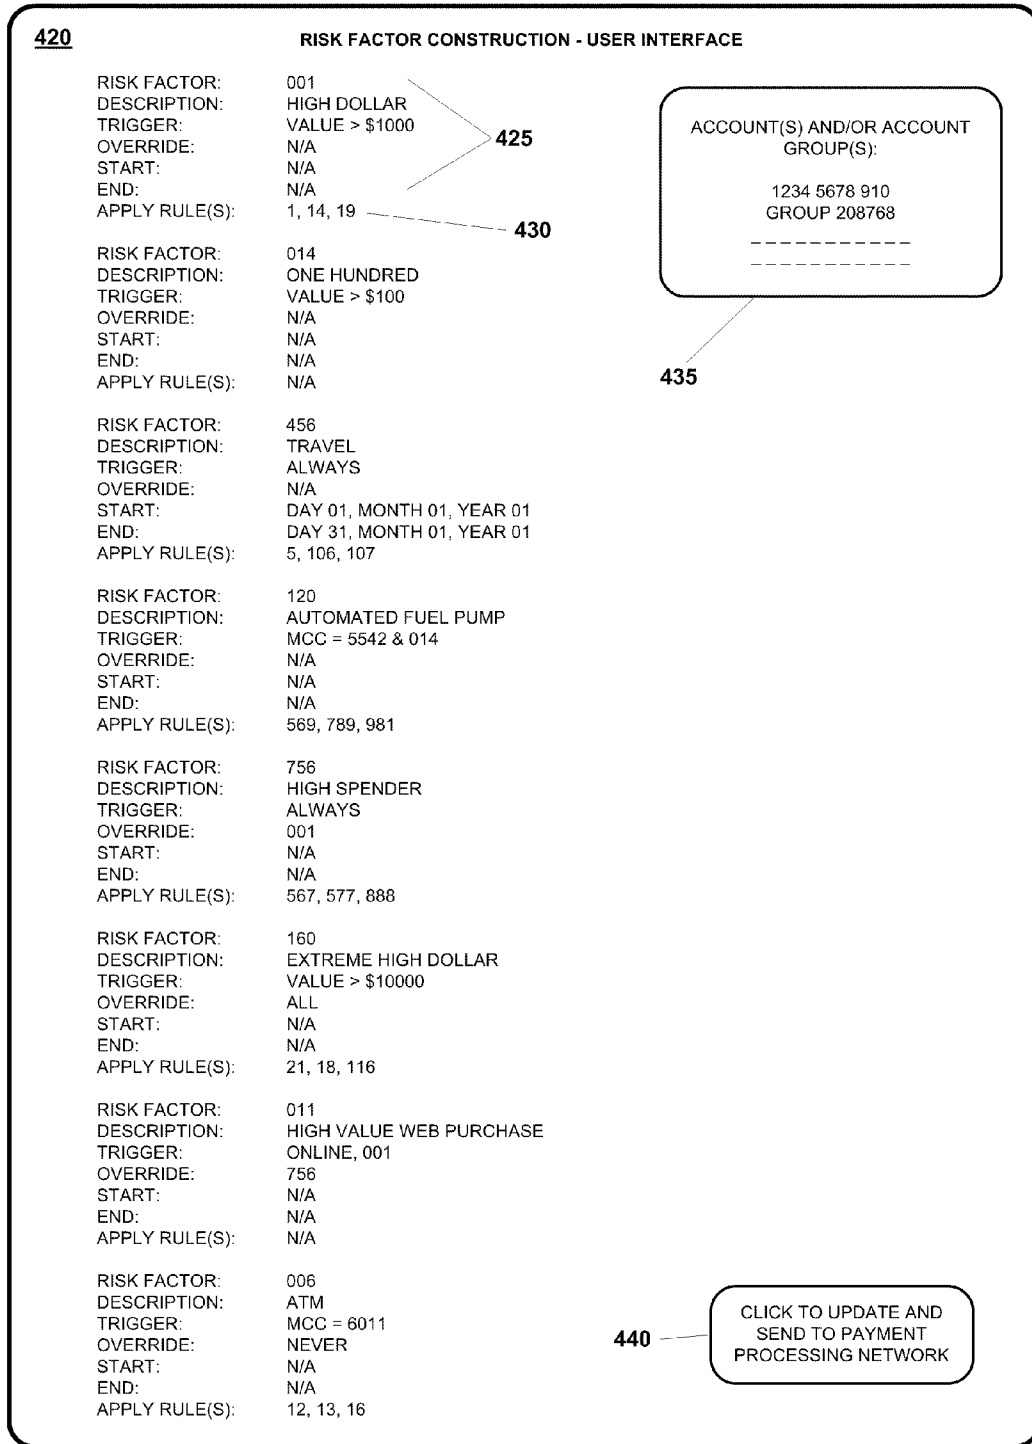 420
RISK FACTOR CONSTRUCTION - USER INTERFACE
RISK FACTOR: 001
DESCRIPTION: HIGH DOLLAR
TRIGGER: VALUE > $1000
OVERRIDE: N/A
START: N/A
END: N/A
APPLY RULE(S): 1, 14, 19
425
430
ACCOUNT(S) AND/OR ACCOUNT
GROUP(S):
1234 5678 910
GROUP 208768
435
RISK FACTOR: 014
DESCRIPTION: ONE HUNDRED
TRIGGER: VALUE > $100
OVERRIDE: N/A
START: N/A
END: N/A
APPLY RULE(S): N/A
RISK FACTOR: 456
DESCRIPTION: TRAVEL
TRIGGER: ALWAYS
OVERRIDE: N/A
START: DAY 01, MONTH 01, YEAR 01
END: DAY 31, MONTH 01, YEAR 01
APPLY RULE(S): 5, 106, 107
RISK FACTOR: 120
DESCRIPTION: AUTOMATED FUEL PUMP
TRIGGER: MCC = 5542 & 014
OVERRIDE: N/A
START: N/A
END: N/A
APPLY RULE(S): 569, 789, 981
RISK FACTOR: 756
DESCRIPTION: HIGH SPENDER
TRIGGER: ALWAYS
OVERRIDE: 001
START: N/A
END: N/A
APPLY RULE(S): 567, 577, 888
RISK FACTOR: 160
DESCRIPTION: EXTREME HIGH DOLLAR
TRIGGER: VALUE > $10000
OVERRIDE: ALL
START: N/A
END: N/A
APPLY RULE(S): 21, 18, 116
RISK FACTOR: 011
DESCRIPTION: HIGH VALUE WEB PURCHASE
TRIGGER: ONLINE, 001
OVERRIDE: 756
START: N/A
END: N/A
APPLY RULE(S): N/A
RISK FACTOR: 006
DESCRIPTION: ATM
TRIGGER: MCC = 6011
OVERRIDE: NEVER
START: N/A
END: N/A
APPLY RULE(S): 12, 13, 16
440
CLICK TO UPDATE AND
SEND TO PAYMENT
PROCESSING NETWORK